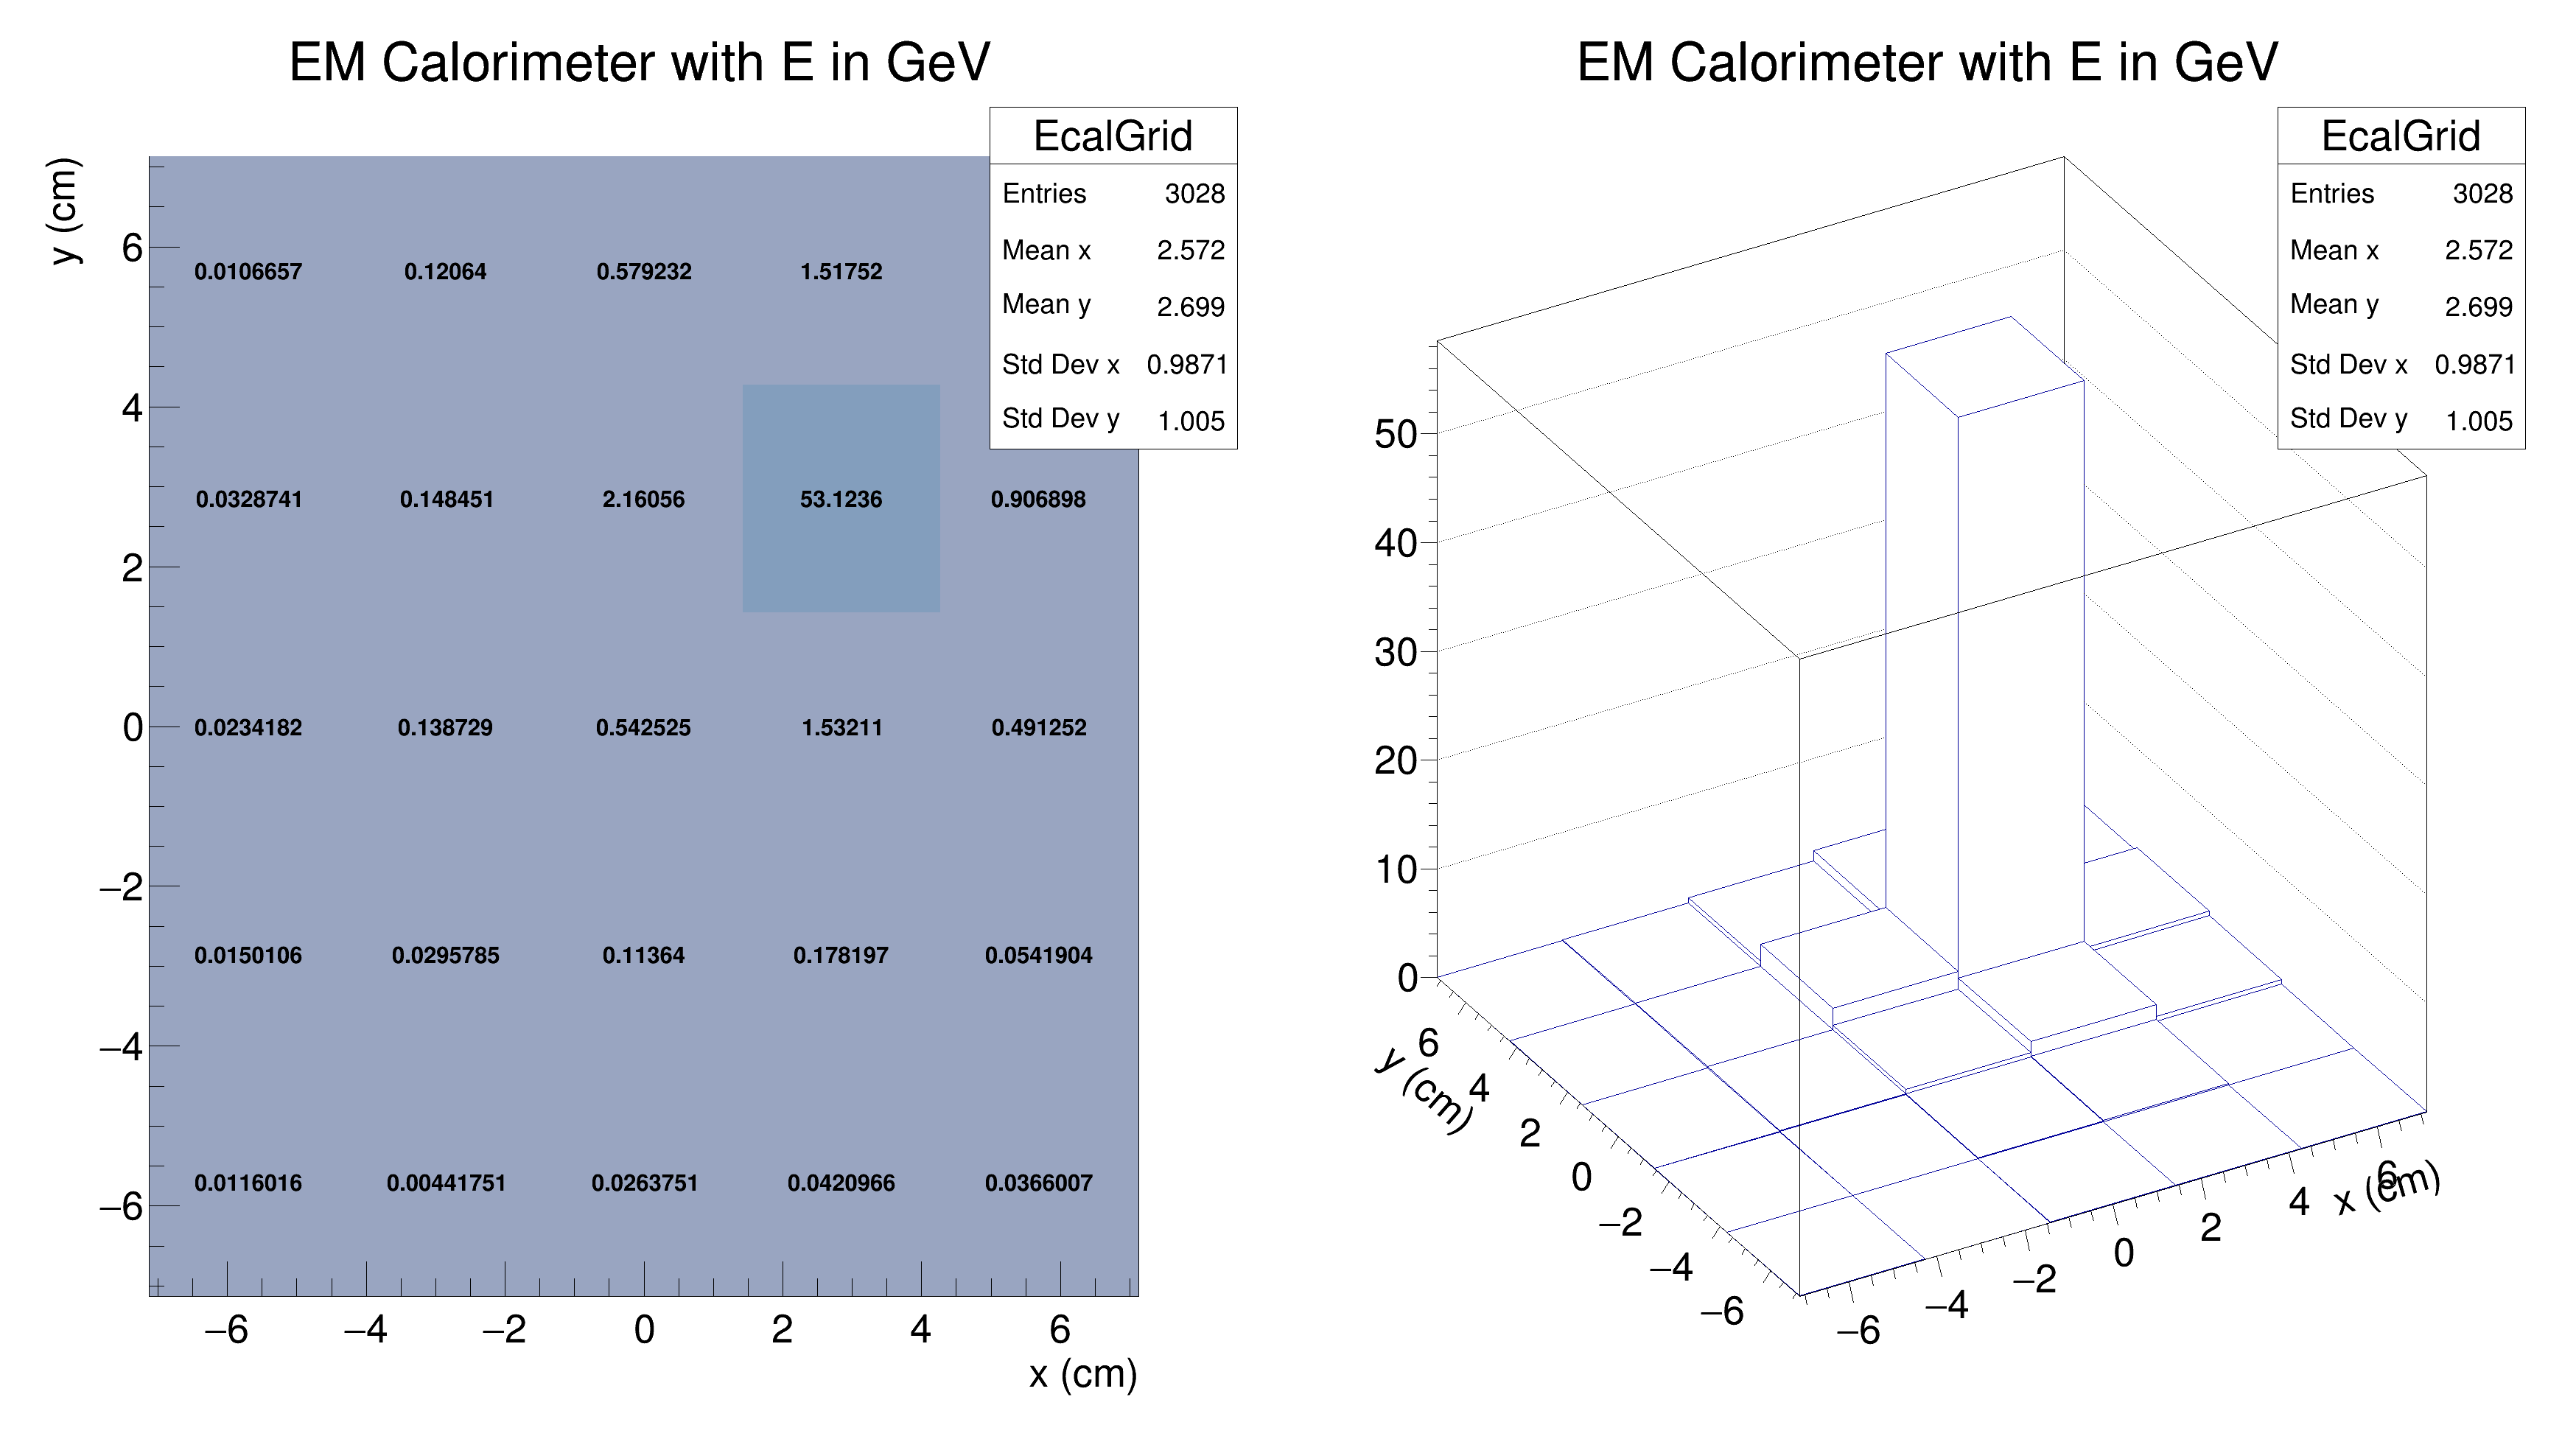 EM Calorimeter with E in GeV
EcalGrid
Entries 3028
Mean x 2.572
Mean y 2.699
Std Dev x 0.9871
Std Dev y 1.005
y (cm)
6
4
2
0
−2
−4
−6
0.0106657 0.12064 0.579232 1.51752
0.0328741 0.148451 2.16056 53.1236 0.906898
0.0234182 0.138729 0.542525 1.53211 0.491252
0.0150106 0.0295785 0.11364 0.178197 0.0541904
0.0116016 0.00441751 0.0263751 0.0420966 0.0366007
−6 −4 −2 0 2 4 6
x (cm)
EM Calorimeter with E in GeV
EcalGrid
Entries 3028
Mean x 2.572
Mean y 2.699
Std Dev x 0.9871
Std Dev y 1.005
50
40
30
20
10
0
y (cm)
6
4
2
0
−2
−4
−6
−6
−4
−2
0
2
4
6
x (cm)